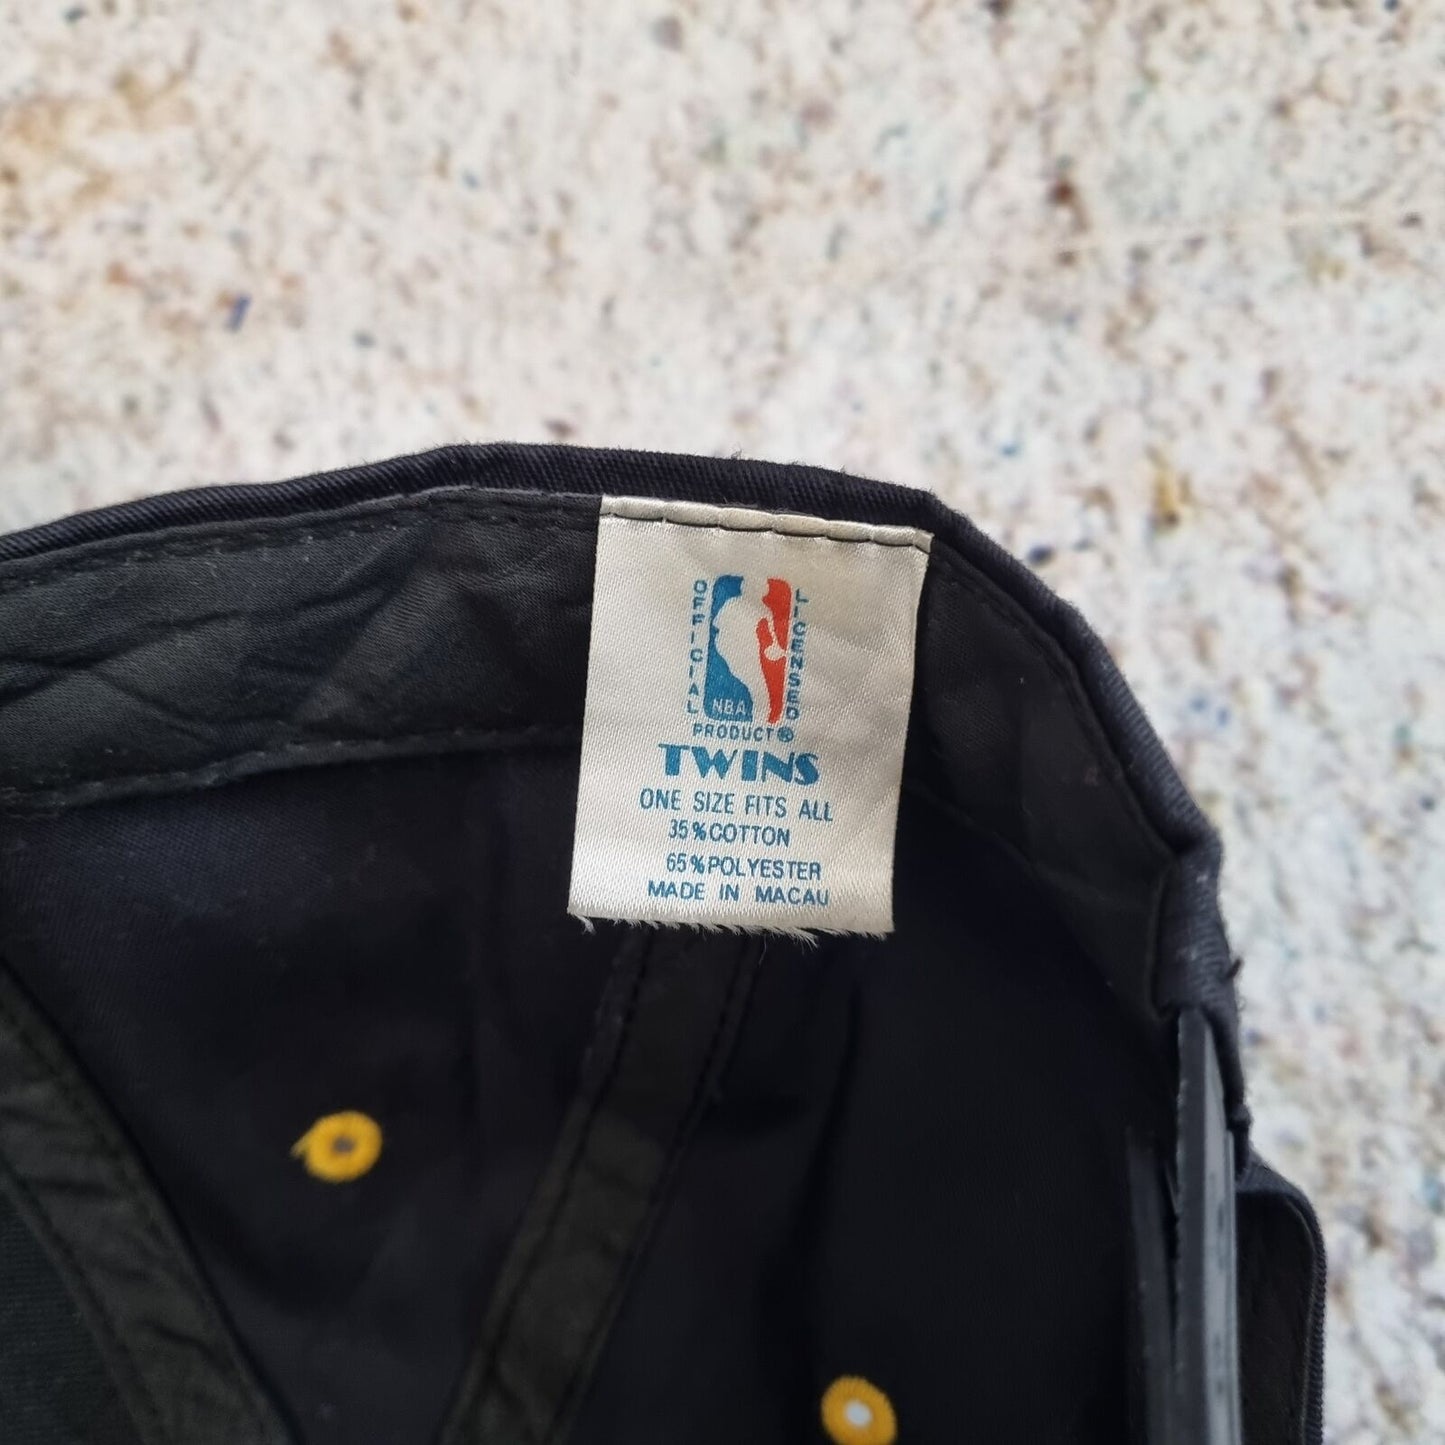 OFFICIAL
LICENSED
NBA
PRODUCT®
TWINS
ONE SIZE FITS ALL
35%COTTON
65%POLYESTER
MADE IN MACAU